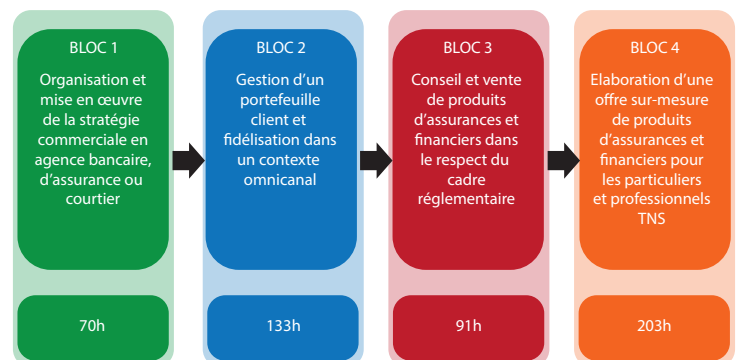 BLOC 1
Organisation et
mise en œuvre
de la stratégie
commerciale en
agence bancaire,
d'assurance ou
courtier
70h
BLOC 2
Gestion d'un
portefeuille
client et
fidélisation dans
un contexte
omnicanal
133h
BLOC 3
Conseil et vente
de produits
d'assurances et
financiers dans
le respect du
cadre
réglementaire
91h
BLOC 4
Elaboration d'une
offre sur-mesure
de produits
d'assurances et
financiers pour
les particuliers
et professionnels
TNS
203h